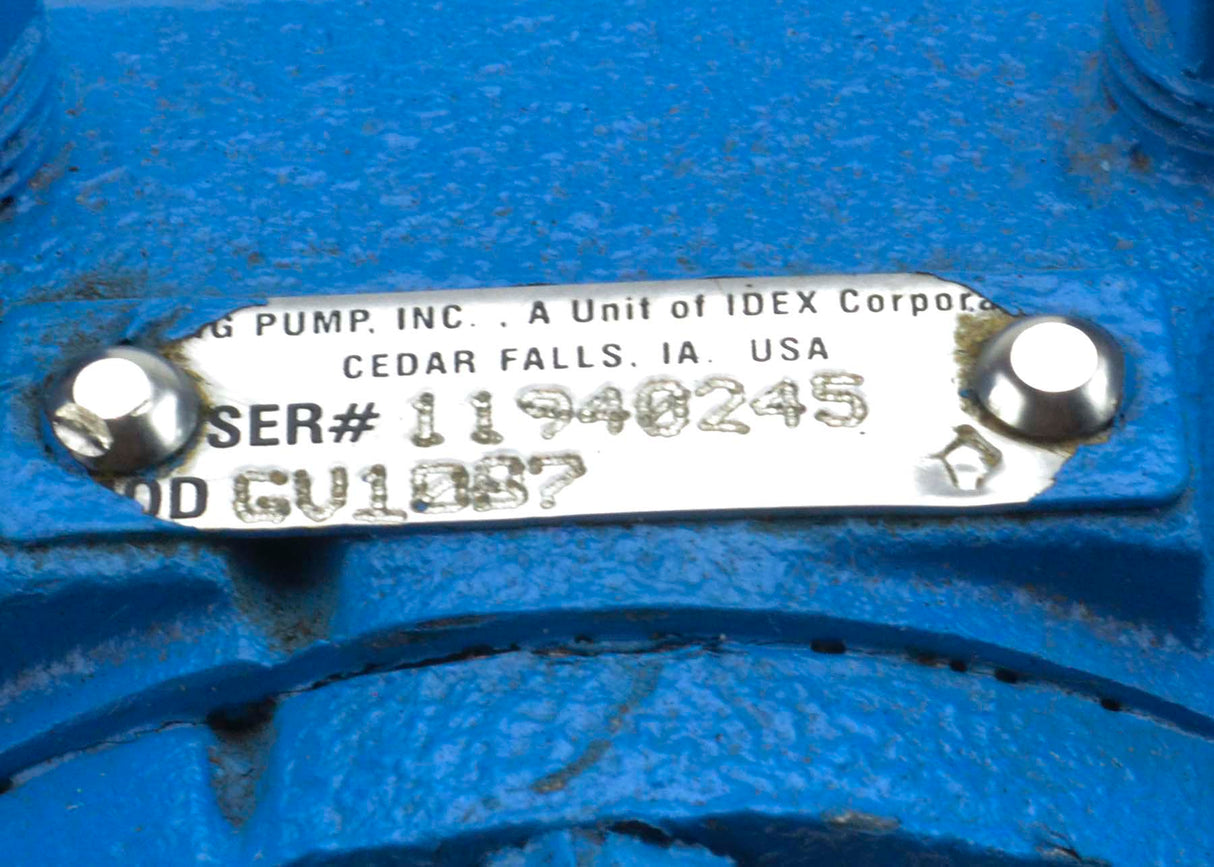 G PUMP, INC., A Unit of IDEX Corpora
CEDAR FALLS, IA. USA
SER# 11940245
OD GV1087